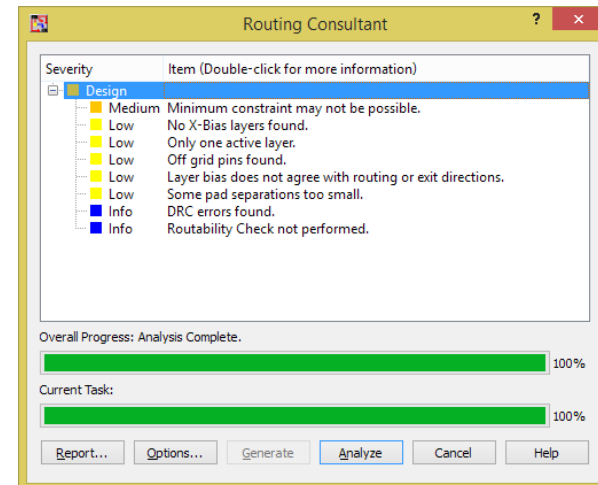 Routing Consultant ? ×
Severity Item (Double-click for more information)
Design
Medium Minimum constraint may not be possible.
Low No X-Bias layers found.
Low Only one active layer.
Low Off grid pins found.
Low Layer bias does not agree with routing or exit directions.
Low Some pad separations too small.
Info DRC errors found.
Info Routability Check not performed.
Overall Progress: Analysis Complete.
100%
Current Task:
100%
Report... Options... Generate Analyze Cancel Help